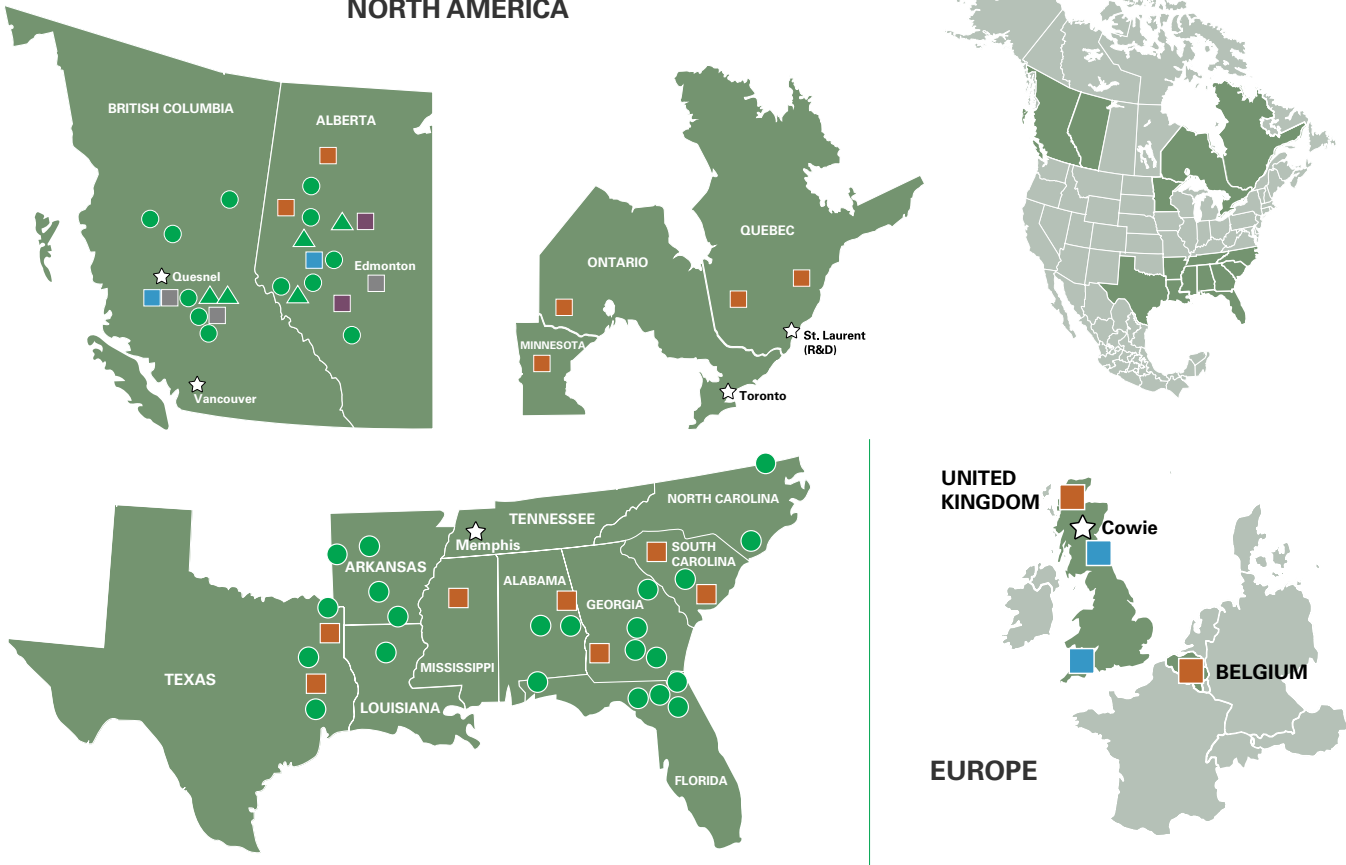 NORTH AMERICA
BRITISH COLUMBIA
ALBERTA
Quesnel
Edmonton
Vancouver
QUEBEC
ONTARIO
MINNESOTA
St. Laurent
(R&D)
Toronto
NORTH CAROLINA
TENNESSEE
Memphis
SOUTH
CAROLINA
ARKANSAS
ALABAMA
GEORGIA
MISSISSIPPI
TEXAS
LOUISIANA
FLORIDA
UNITED
KINGDOM
Cowie
BELGIUM
EUROPE